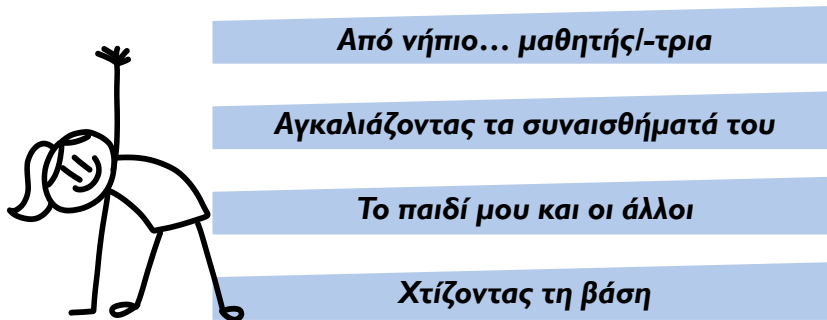 Από νήπιο… μαθητής/-τρια
Αγκαλιάζοντας τα συναισθήματά του
Το παιδί μου και οι άλλοι
Χτίζοντας τη βάση